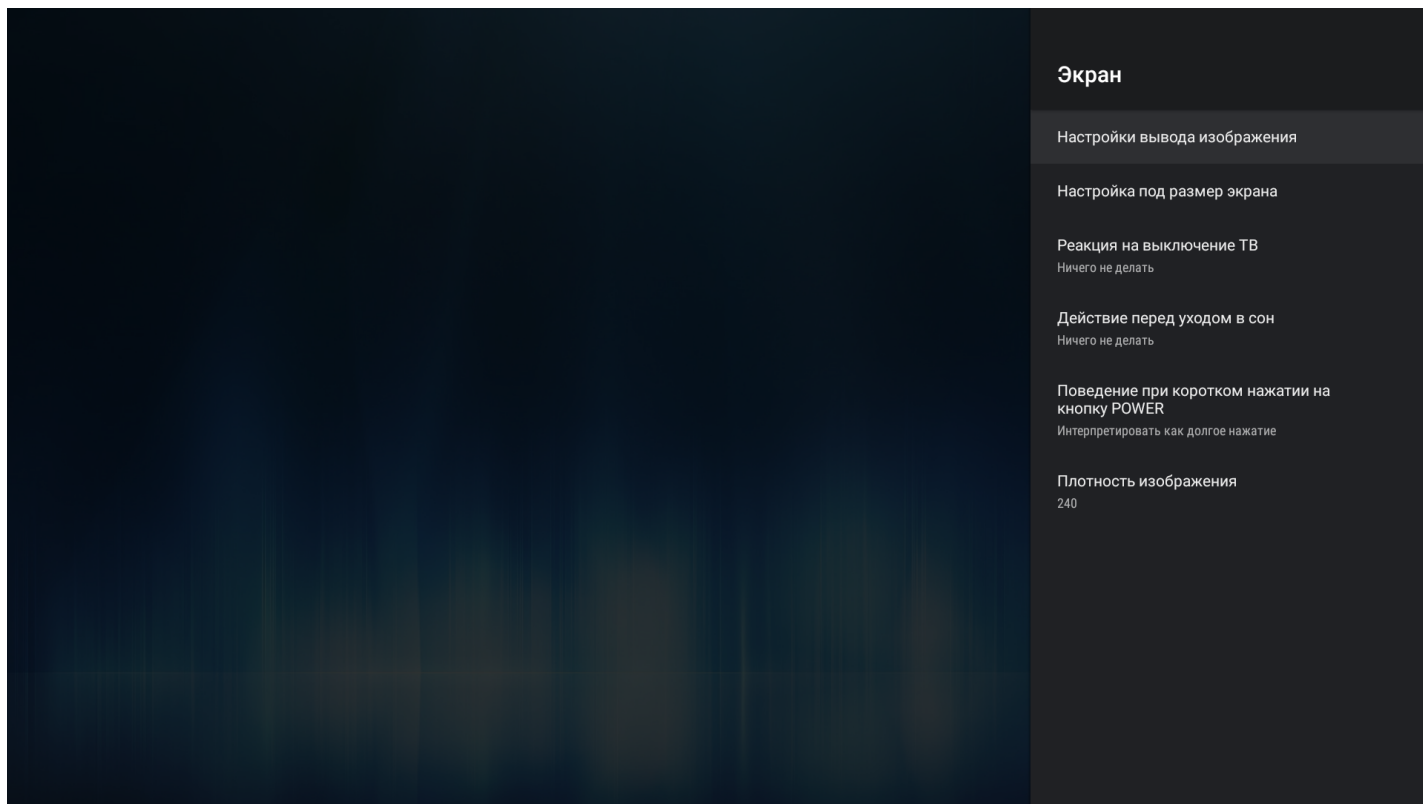 Экран
Настройки вывода изображения
Настройка под размер экрана
Реакция на выключение ТВ
Ничего не делать
Действие перед уходом в сон
Ничего не делать
Поведение при коротком нажатии на
кнопку POWER
Интерпретировать как долгое нажатие
Плотность изображения
240